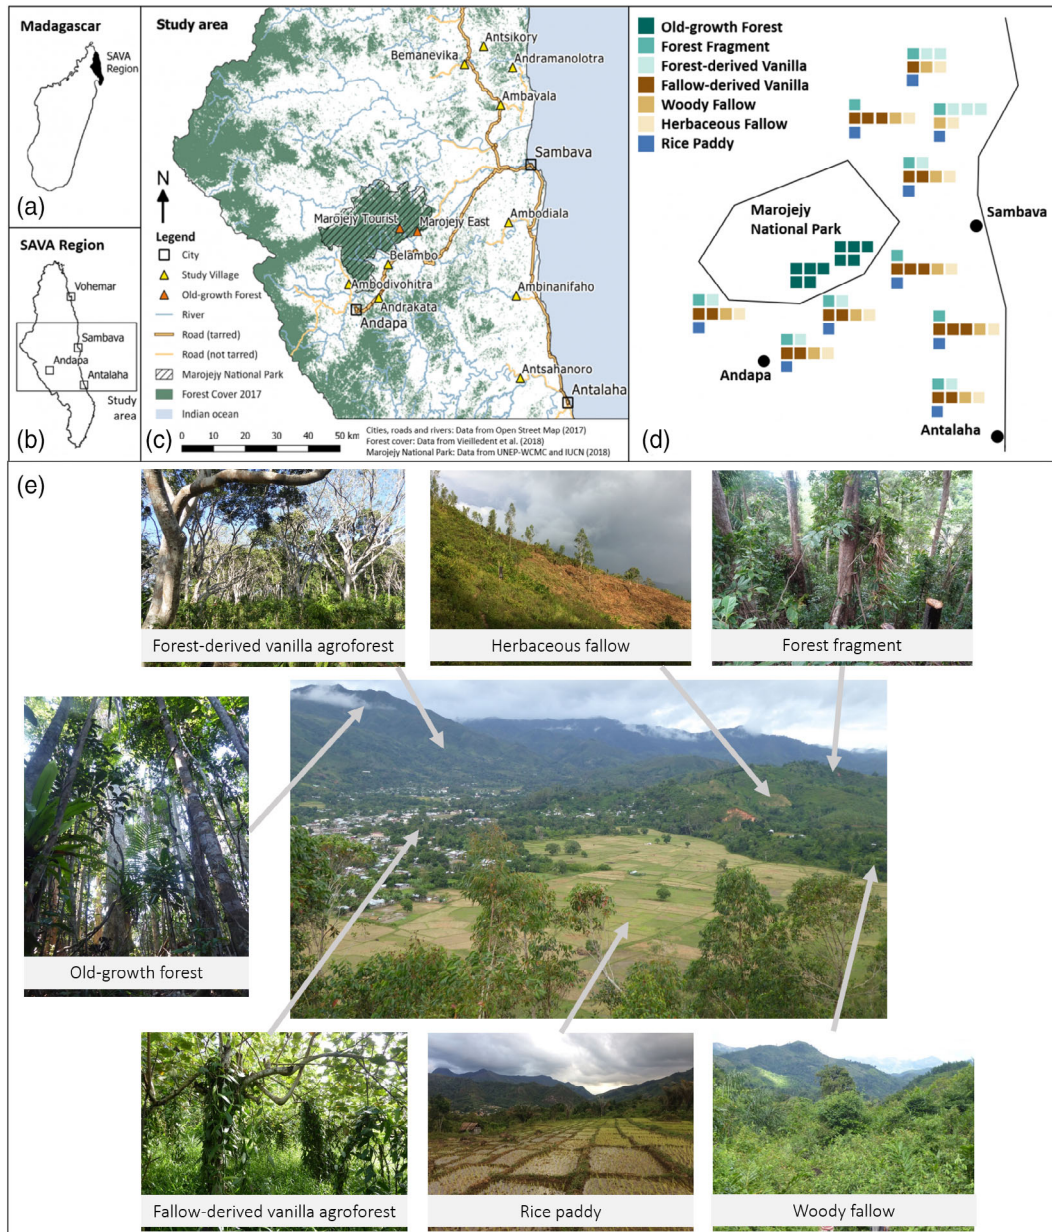 Madagascar
SAVA
Region
(a)
SAVA Region
Vohemar
Sambava
Andapa
Antalaha
Study
area
(b)
Study area
Antsikory
Bemanevika
Andramanolotra
Ambavala
Sambava
N
Marojejy Tourist
Marojejy East
Ambodiala
Legend
City
Study Village
Old-growth Forest
River
Road (tarred)
Road (not tarred)
Marojejy National Park
Forest Cover 2017
Indian ocean
Belambo
Ambodivohitra
Andrakata
Andapa
Ambinanifaho
Antsahanoro
Antalaha
0 10 20 30 40 50 km
(c)
Cities, roads and rivers: Data from Open Street Map (2017)
Forest cover: Data from Vieilledent et al. (2018)
Marojejy National Park: Data from UNEP-WCMC and IUCN (2018)
Old-growth Forest
Forest Fragment
Forest-derived Vanilla
Fallow-derived Vanilla
Woody Fallow
Herbaceous Fallow
Rice Paddy
Marojejy
National Park
Sambava
Andapa
Antalaha
(d)
(e)
Forest-derived vanilla agroforest
Herbaceous fallow
Forest fragment
Old-growth forest
Fallow-derived vanilla agroforest
Rice paddy
Woody fallow